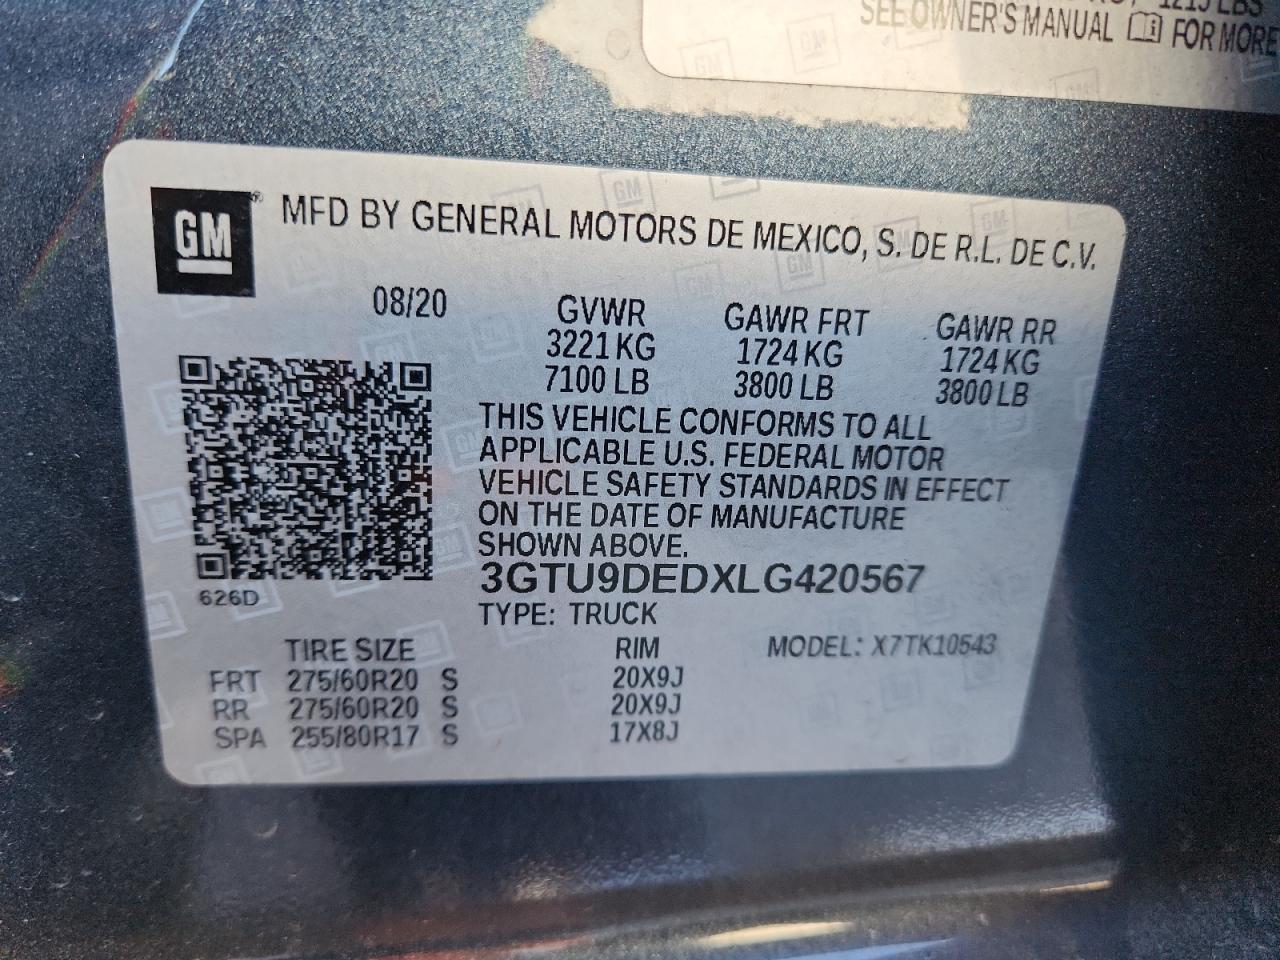 SEE OWNER'S MANUAL FOR MORE
GM
MFD BY GENERAL MOTORS DE MEXICO, S. DE R.L. DE C.V.
08/20 GVWR GAWR FRT GAWR RR
3221 KG 1724 KG 1724 KG
7100 LB 3800 LB 3800 LB
THIS VEHICLE CONFORMS TO ALL
APPLICABLE U.S. FEDERAL MOTOR
VEHICLE SAFETY STANDARDS IN EFFECT
ON THE DATE OF MANUFACTURE
SHOWN ABOVE.
3GTU9DEDXLG420567
626D
TYPE: TRUCK
TIRE SIZE RIM MODEL: X7TK10543
FRT 275/60R20 S 20X9J
RR 275/60R20 S 20X9J
SPA 255/80R17 S 17X8J